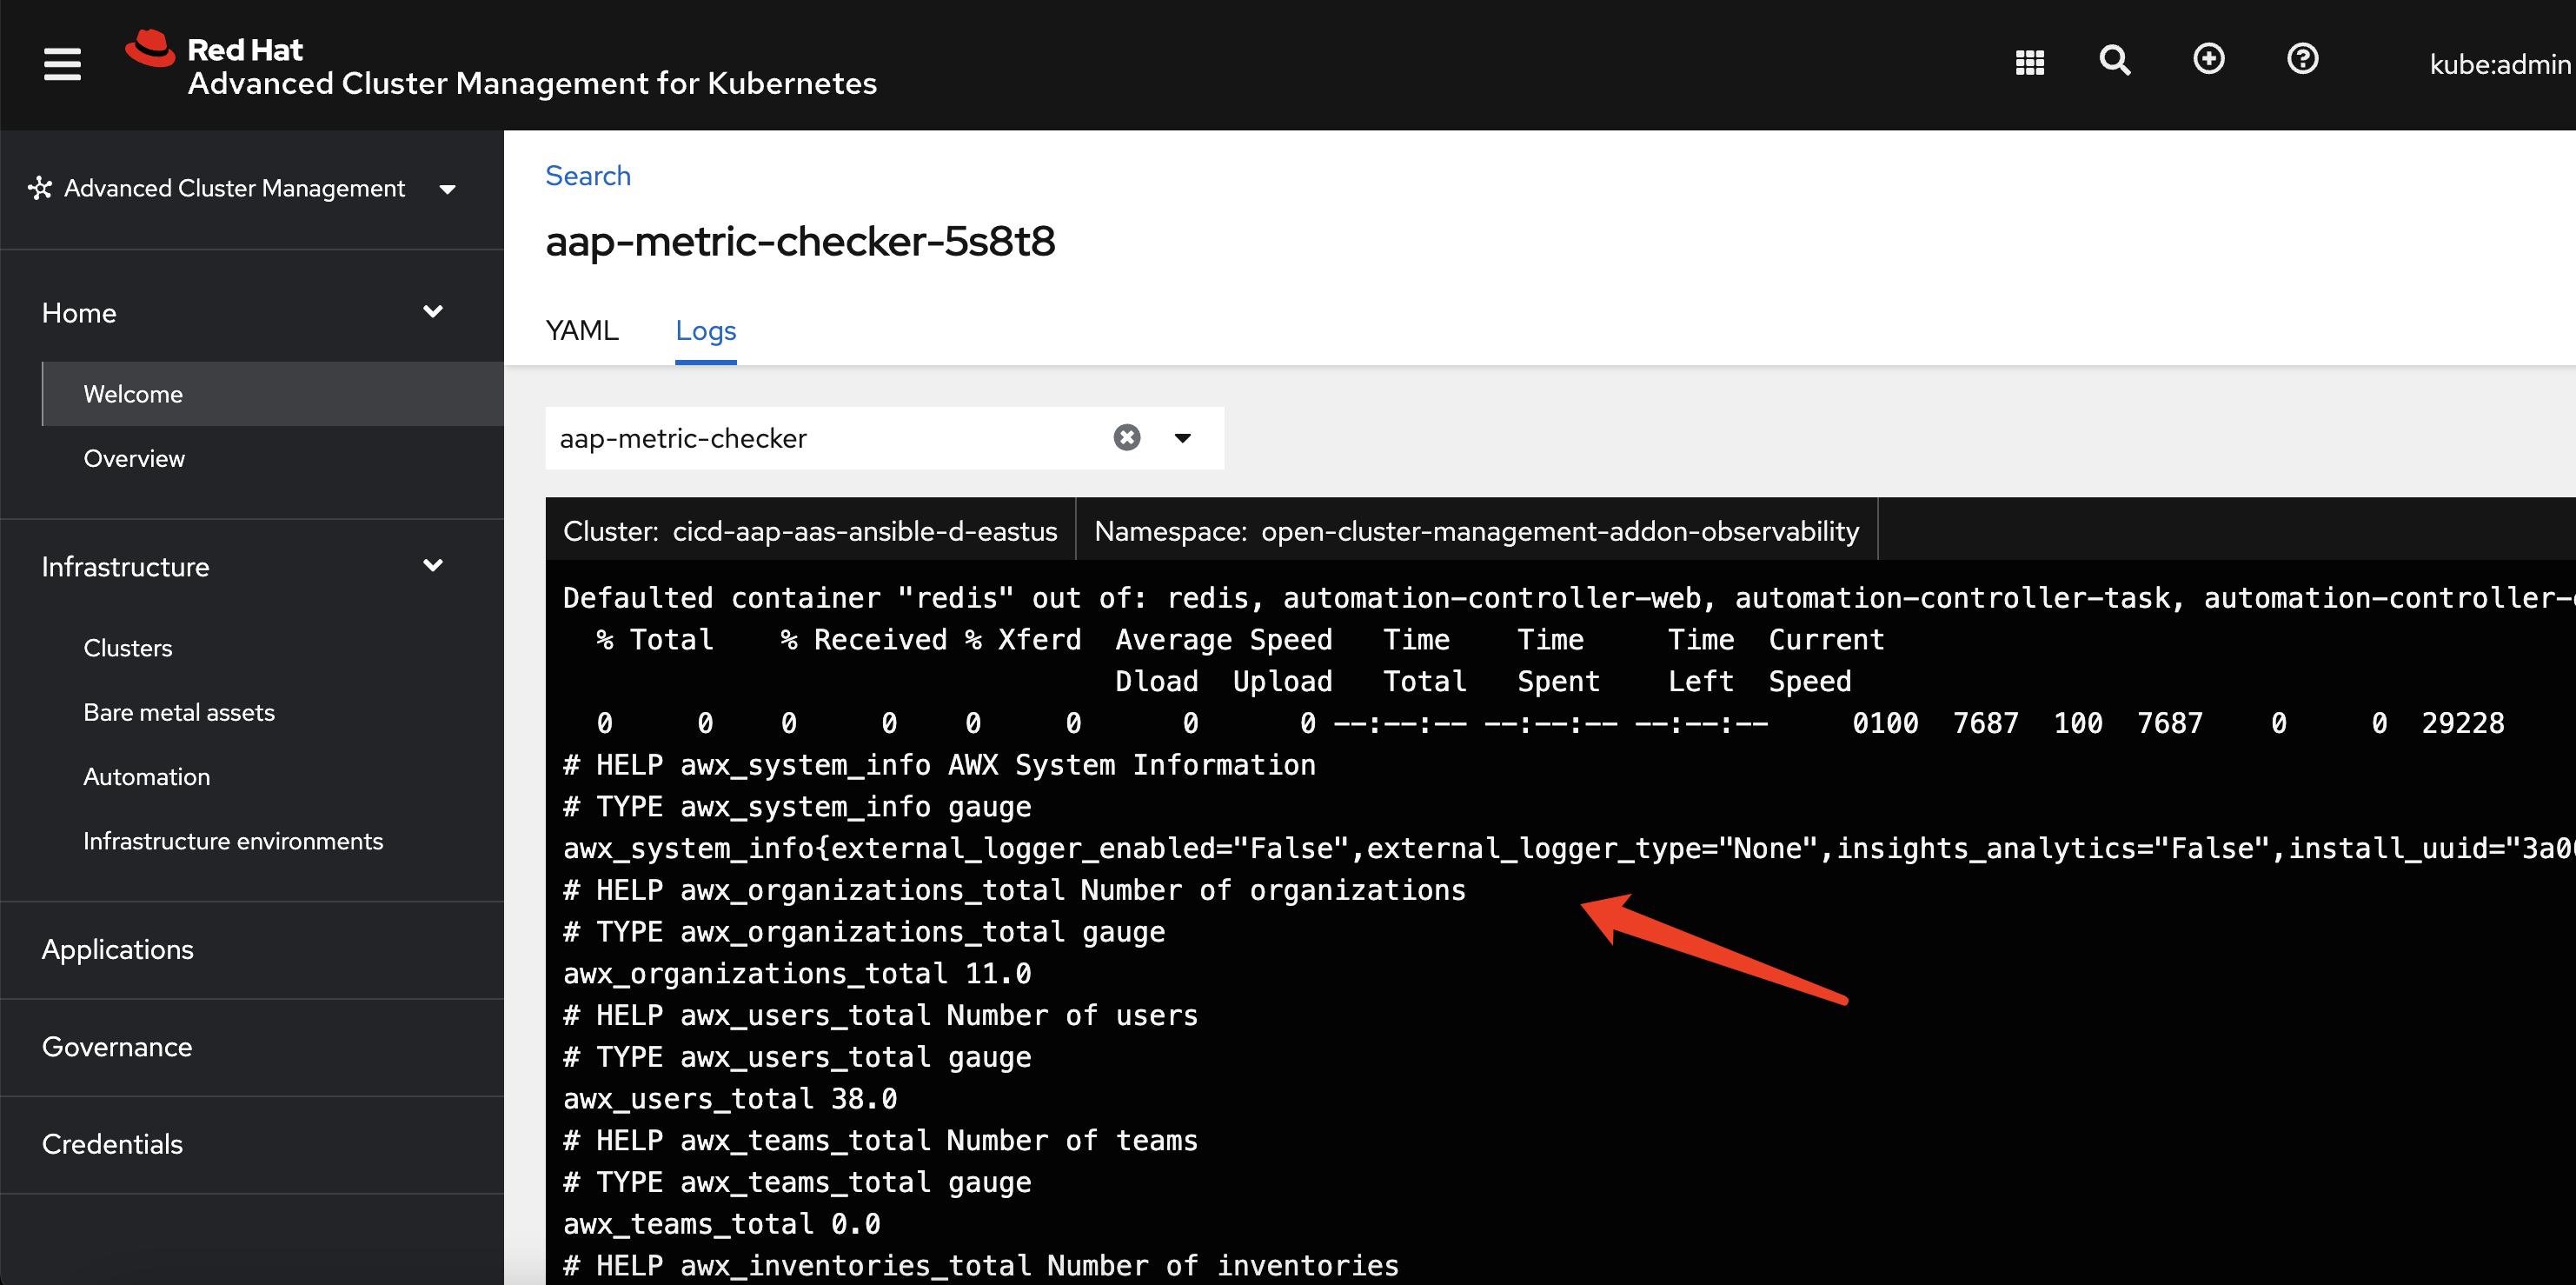 Red Hat
Advanced Cluster Management for Kubernetes
kube:admin
Advanced Cluster Management
Home
Welcome
Overview
Infrastructure
Clusters
Bare metal assets
Automation
Infrastructure environments
Applications
Governance
Credentials
Search
aap-metric-checker-5s8t8
YAML Logs
aap-metric-checker
Cluster: cicd-aap-aas-ansible-d-eastus Namespace: open-cluster-management-addon-observability
Defaulted container "redis" out of: redis, automation-controller-web, automation-controller-task, automation-controller-
% Total % Received % Xferd Average Speed Time Time Time Current
Dload Upload Total Spent Left Speed
0 0 0 0 0 0 0 0 --:--:-- --:--:-- --:--:-- 0100 7687 100 7687 0 0 29228
# HELP awx_system_info AWX System Information
# TYPE awx_system_info gauge
awx_system_info{external_logger_enabled="False",external_logger_type="None",insights_analytics="False",install_uuid="3a0
# HELP awx_organizations_total Number of organizations
# TYPE awx_organizations_total gauge
awx_organizations_total 11.0
# HELP awx_users_total Number of users
# TYPE awx_users_total gauge
awx_users_total 38.0
# HELP awx_teams_total Number of teams
# TYPE awx_teams_total gauge
awx_teams_total 0.0
# HELP awx_inventories_total Number of inventories